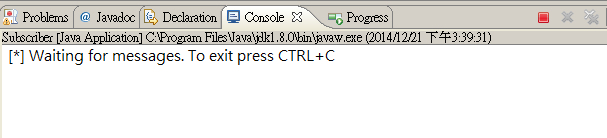 Problems @ Javadoc Declaration Console Progress
Subscriber [Java Application] C:\Program Files\Java\jdk1.8.0\bin\javaw.exe (2014/12/21 下午3:39:31)
[*] Waiting for messages. To exit press CTRL+C